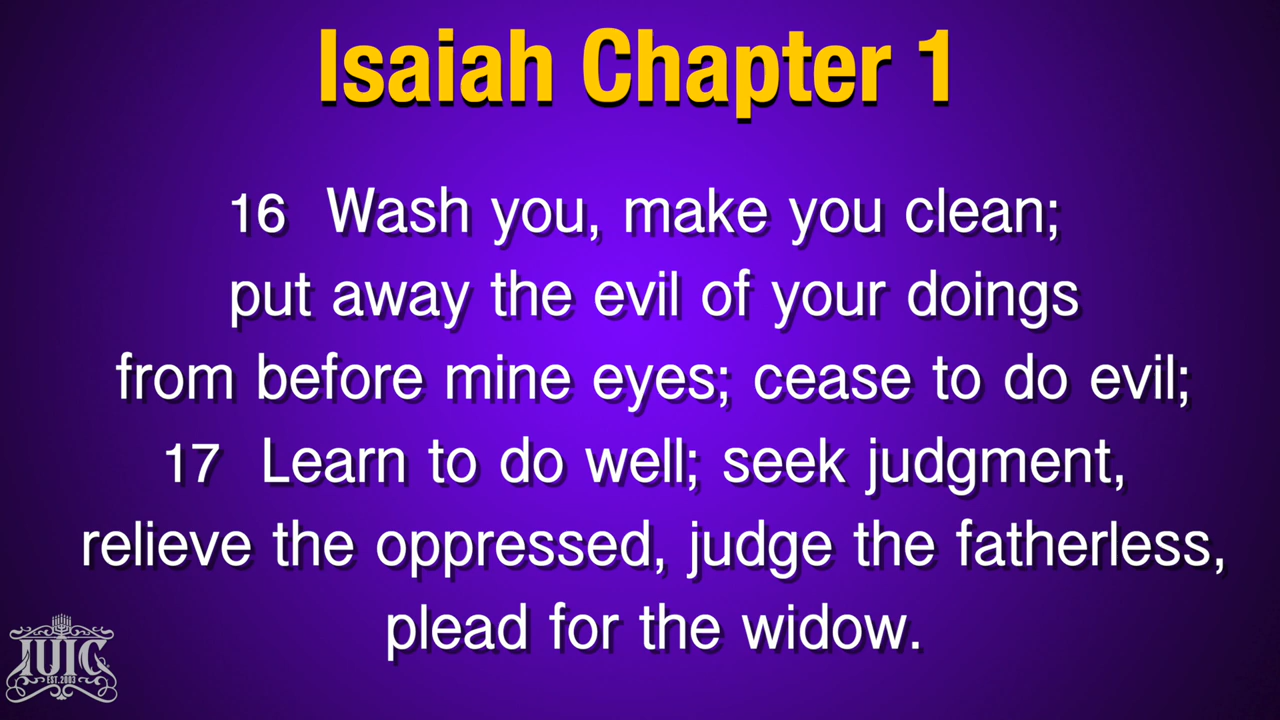 Isaiah Chapter 1
16 Wash you, make you clean;
put away the evil of your doings
from before mine eyes; cease to do evil;
17 Learn to do well; seek judgment,
relieve the oppressed, judge the fatherless,
plead for the widow.
IUIC
EST.2003